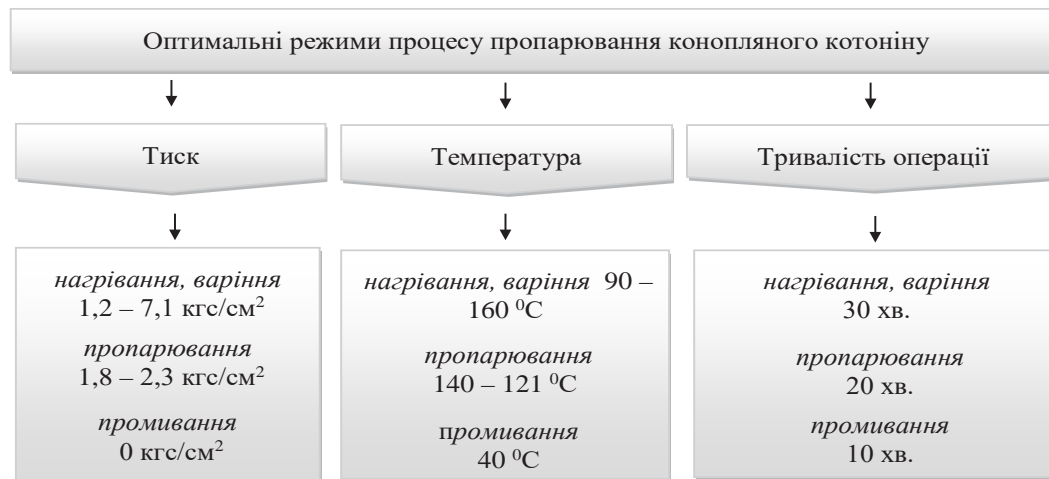 Оптимальні режими процесу пропарювання конопляного котоніну
Тиск
Температура
Тривалість операції
нагрівання, варіння
1,2 – 7,1 кгс/см²
пропарювання
1,8 – 2,3 кгс/см²
промивання
0 кгс/см²
нагрівання, варіння 90 –
160 ⁰С
пропарювання
140 – 121 ⁰С
промивання
40 ⁰С
нагрівання, варіння
30 хв.
пропарювання
20 хв.
промивання
10 хв.